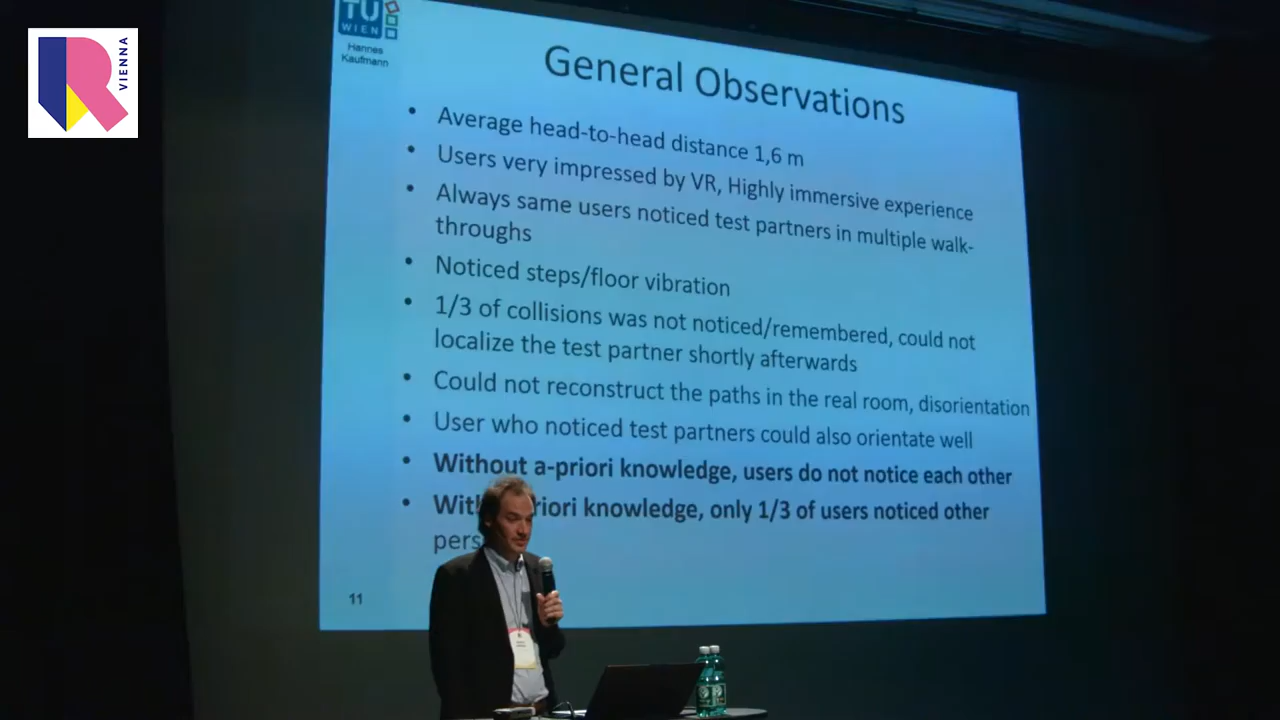 VIENNA
TU
WIEN
Hannes
Kaufmann
General Observations
• Average head-to-head distance 1,6 m
• Users very impressed by VR, Highly immersive experience
• Always same users noticed test partners in multiple walk-
throughs
• Noticed steps/floor vibration
• 1/3 of collisions was not noticed/remembered, could not
localize the test partner shortly afterwards
• Could not reconstruct the paths in the real room, disorientation
• User who noticed test partners could also orientate well
• Without a-priori knowledge, users do not notice each other
• knowledge, only 1/3 of users noticed other
11